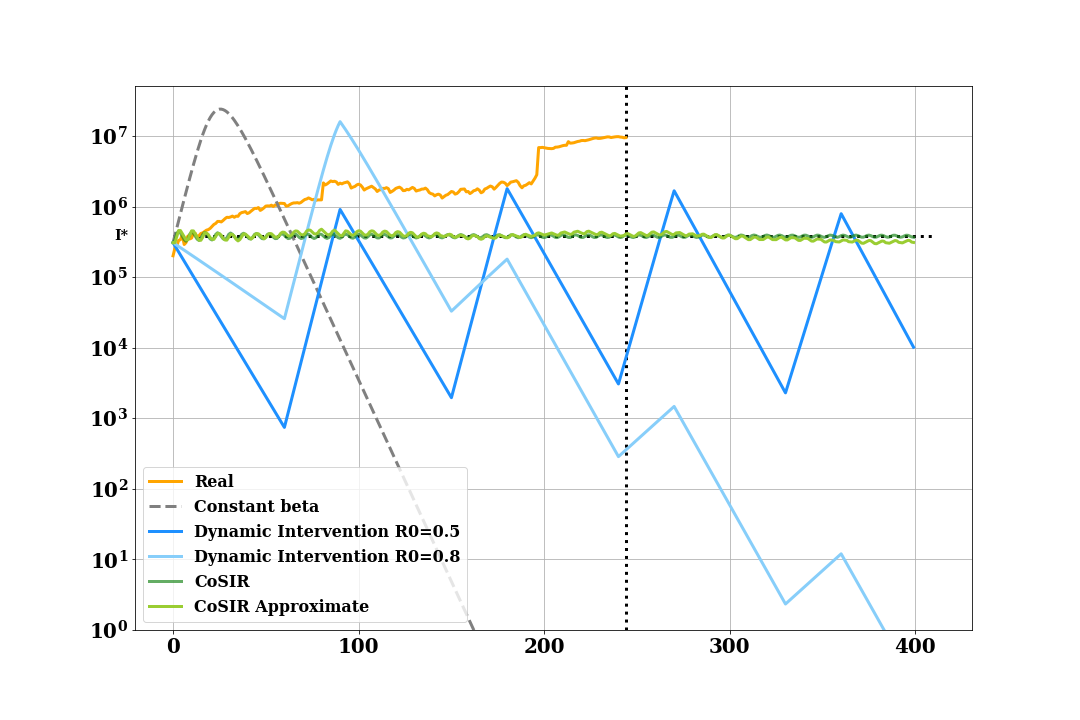 10^7
10^6
I*
10^5
10^4
10^3
10^2
10^1
10^0
Real
Constant beta
Dynamic Intervention R0=0.5
Dynamic Intervention R0=0.8
CoSIR
CoSIR Approximate
0 100 200 300 400